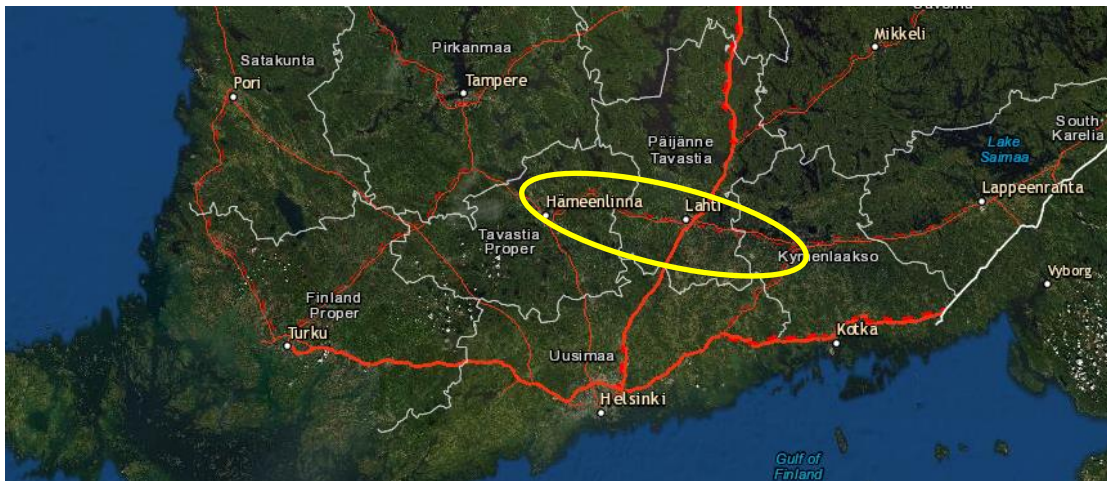 Mikkeli
Pirkanmaa
Satakunta
Pori
Tampere
South
Karelia
Päijänne
Tavastia
Lake
Saimaa
Lappeenranta
Hämeenlinna
Lahti
Tavastia
Proper
Kymenlaakso
Vyborg
Finland
Proper
Turku
Uusimaa
Kotka
Helsinki
Gulf of
Finland